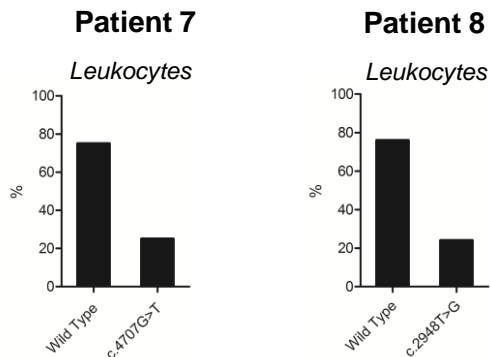 Patient 7
Leukocytes
%
100
80
60
40
20
0
Wild Type
c.4707G>T
Patient 8
Leukocytes
%
100
80
60
40
20
0
Wild Type
c.2948T>G